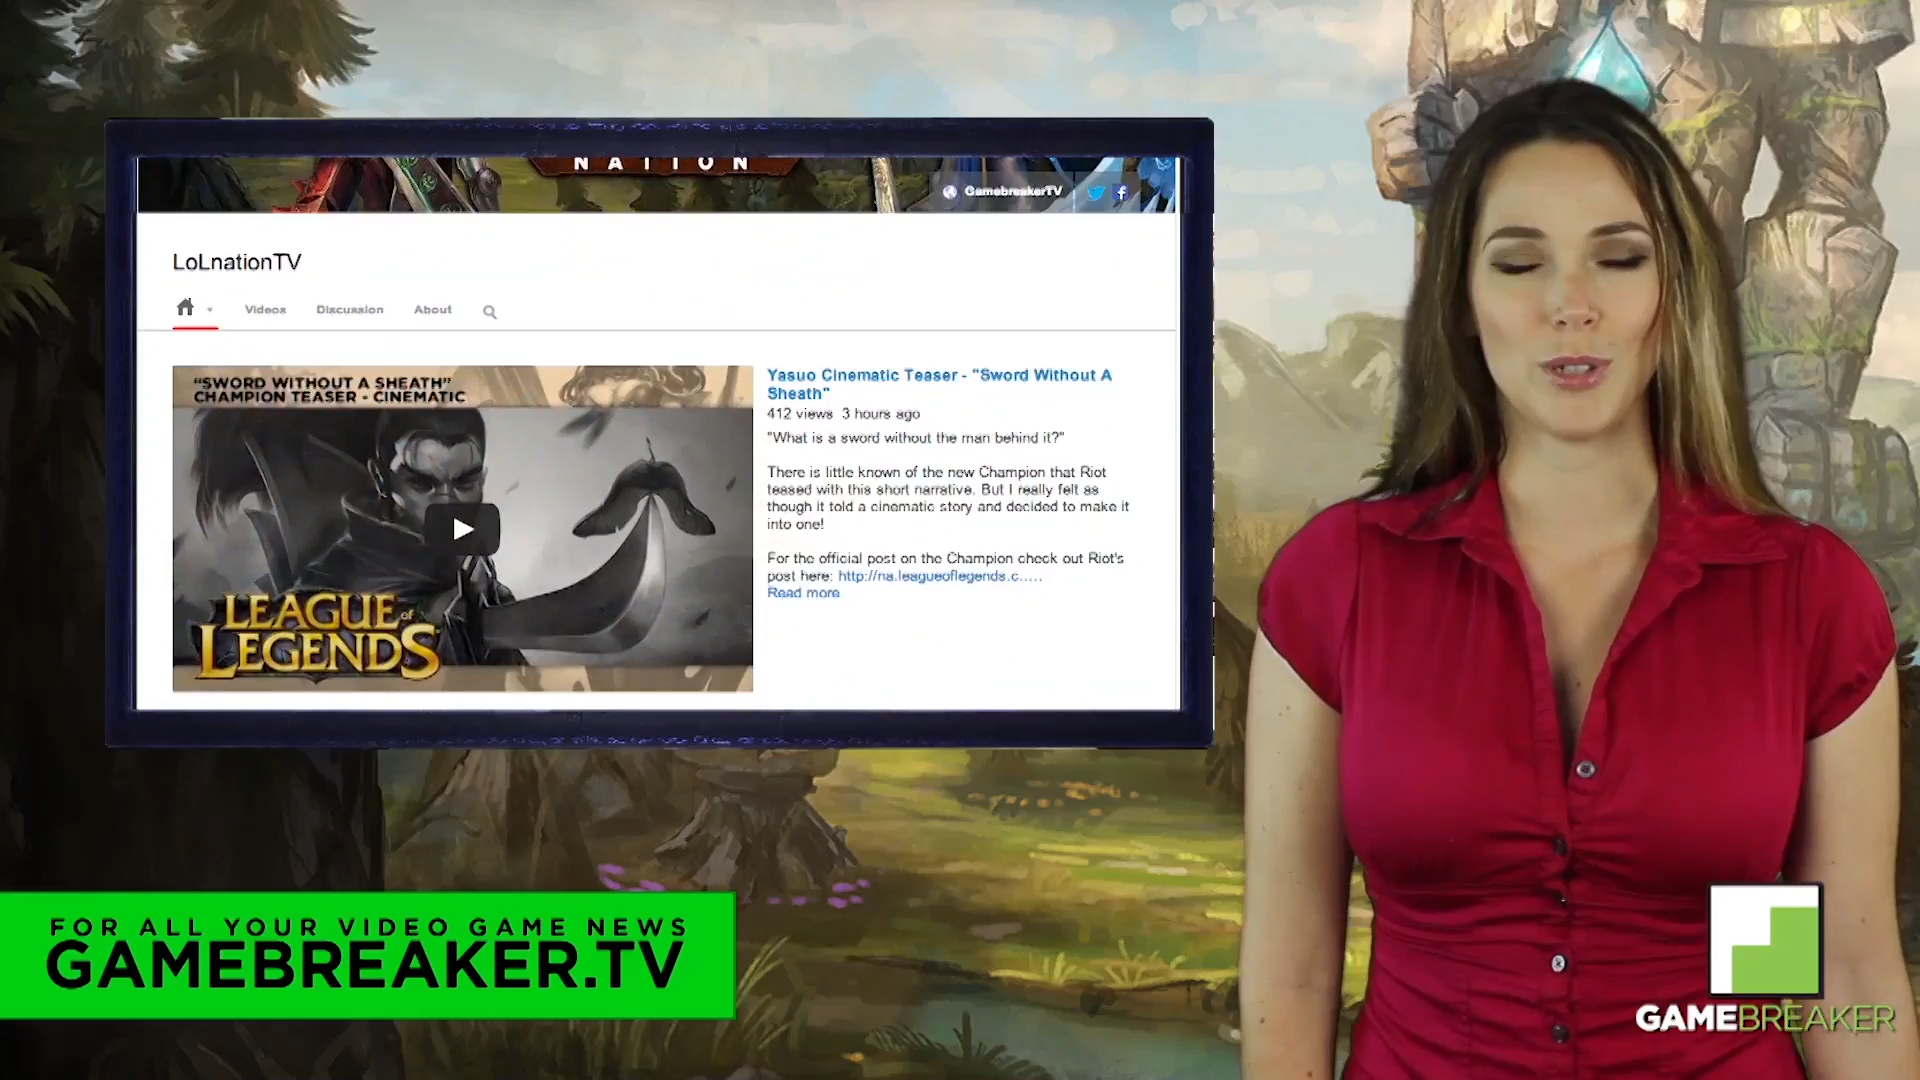 NATION
GamebreakerTV
LoLnationTV
Videos Discussion About
"SWORD WITHOUT A SHEATH"
CHAMPION TEASER - CINEMATIC
LEAGUE of
LEGENDS
Yasuo Cinematic Teaser - "Sword Without A
Sheath"
412 views 3 hours ago
"What is a sword without the man behind it?"
There is little known of the new Champion that Riot
teased with this short narrative. But I really felt as
though it told a cinematic story and decided to make it
into one!
For the official post on the Champion check out Riot's
post here: http://na.leagueoflegends.c.....
Read more
FOR ALL YOUR VIDEO GAME NEWS
GAMEBREAKER.TV
GAMEBREAKER